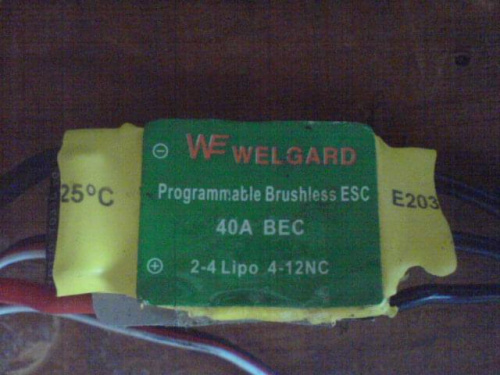 WE WELGARD
Programmable Brushless ESC
40A BEC
2-4 Lipo 4-12NC
25°C
E203